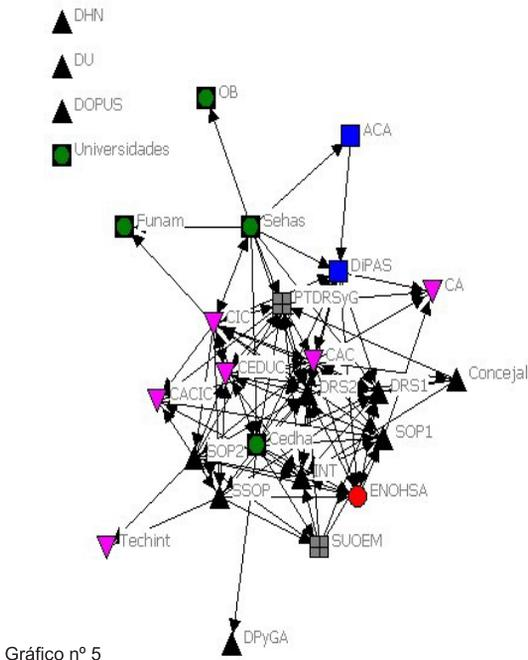 DHN
DU
DOPUS
Universidades
OB
ACA
Funam
Sehas
DiPAS
CA
PTDRSyG
CIC
CAC
CEDUC
Concejal
DRS2
DRS1
CACIC
SOP1
Cedha
SOP2
INT
SSOP
ENOHSA
Techint
SUOEM
DPyGA
Gráfico nº 5